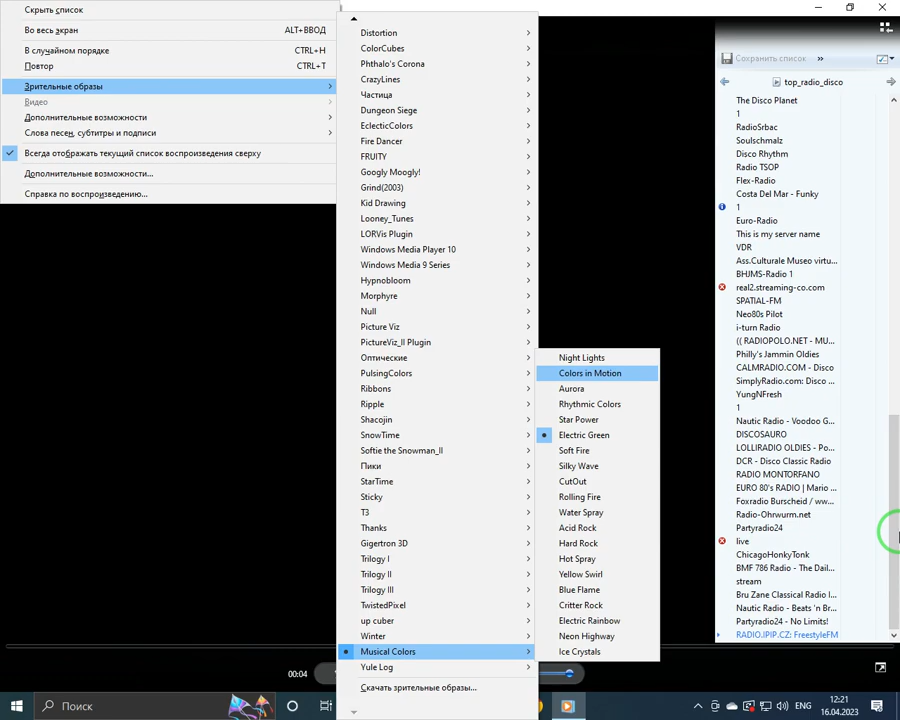 Скрыть список
Во весь экран ALT+ВВОД
В случайном порядке CTRL+H
Повтор CTRL+T
Зрительные образы
Видео
Дополнительные возможности
Слова песен, субтитры и подписи
Всегда отображать текущий список воспроизведения сверху
Дополнительные возможности...
Справка по воспроизведению...
Distortion
ColorCubes
Phthalo's Corona
CrazyLines
Частица
Dungeon Siege
EclecticColors
Fire Dancer
FRUITY
Googly Moogly!
Grind(2003)
Kid Drawing
Looney_Tunes
LORVis Plugin
Windows Media Player 10
Windows Media 9 Series
Hypnobloom
Morphyre
Null
Picture Viz
PictureViz_II Plugin
Оптические
PulsingColors
Ribbons
Ripple
Shacojin
SnowTime
Softie the Snowman_II
Пики
StarTime
Sticky
T3
Thanks
Gigertron 3D
Trilogy I
Trilogy II
Trilogy III
TwistedPixel
up cuber
Winter
Musical Colors
Yule Log
Скачать зрительные образы...
Night Lights
Colors in Motion
Aurora
Rhythmic Colors
Star Power
Electric Green
Soft Fire
Silky Wave
CutOut
Rolling Fire
Water Spray
Acid Rock
Hard Rock
Hot Spray
Yellow Swirl
Blue Flame
Critter Rock
Electric Rainbow
Neon Highway
Ice Crystals
Сохранить список »
top_radio_disco
The Disco Planet
1
RadioSrbac
Soulschmalz
Disco Rhythm
Radio TSOP
Flex-Radio
Costa Del Mar - Funky
1
Euro-Radio
This is my server name
VDR
Ass.Culturale Museo virtu...
BHJMS-Radio 1
real2.streaming-co.com
SPATIAL-FM
Neo80s Pilot
i-turn Radio
(( RADIOPOLO.NET - MU...
Philly's Jammin Oldies
CALMRADIO.COM - Disco
SimplyRadio.com: Disco ...
YungNFresh
1
Nautic Radio - Voodoo G...
DISCOSAURO
LOLLIRADIO OLDIES - Po...
DCR - Disco Classic Radio
RADIO MONTORFANO
EURO 80's RADIO | Mario ...
Foxradio Burscheid / ww...
Radio-Ohrwurm.net
Partyradio24
live
ChicagoHonkyTonk
BMF 786 Radio - The Dail...
stream
Bru Zane Classical Radio I...
Nautic Radio - Beats 'n Br...
Partyradio24 - No Limits!
RADIO.IPIP.CZ: FreestyleFM
00:04
Поиск
ENG
12:21
16.04.2023